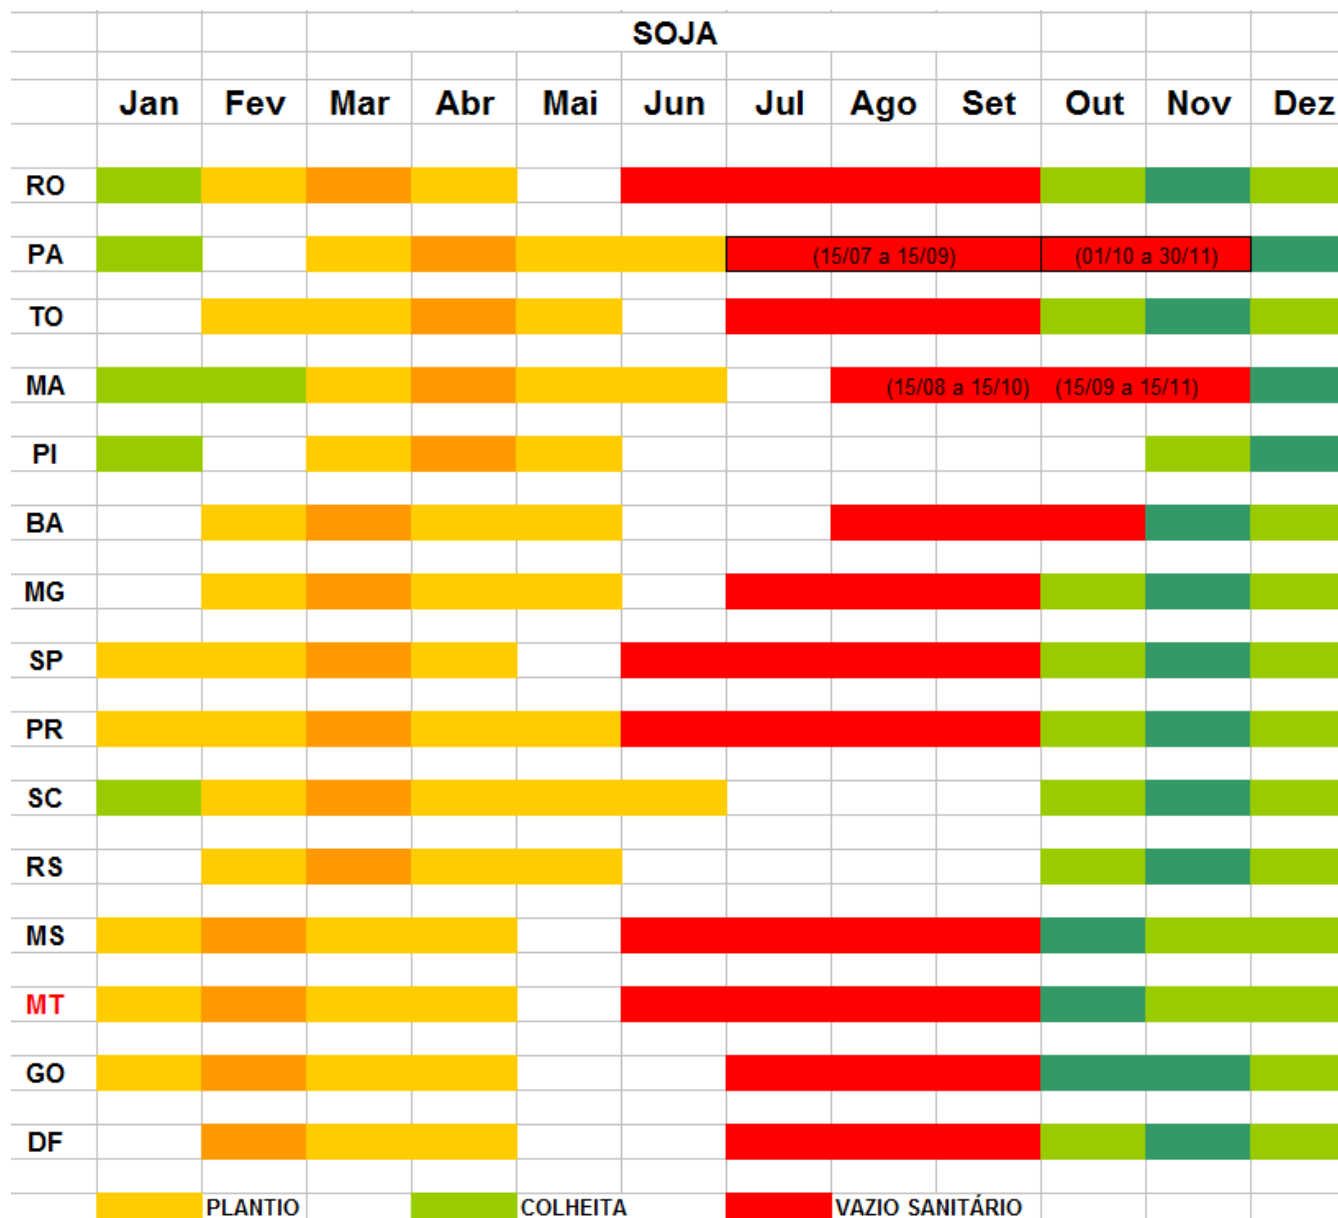 SOJA
Jan Fev Mar Abr Mai Jun Jul Ago Set Out Nov Dez
RO
PA (15/07 a 15/09) (01/10 a 30/11)
TO
MA (15/08 a 15/10) (15/09 a 15/11)
PI
BA
MG
SP
PR
SC
RS
MS
MT
GO
DF
PLANTIO COLHEITA VAZIO SANITÁRIO